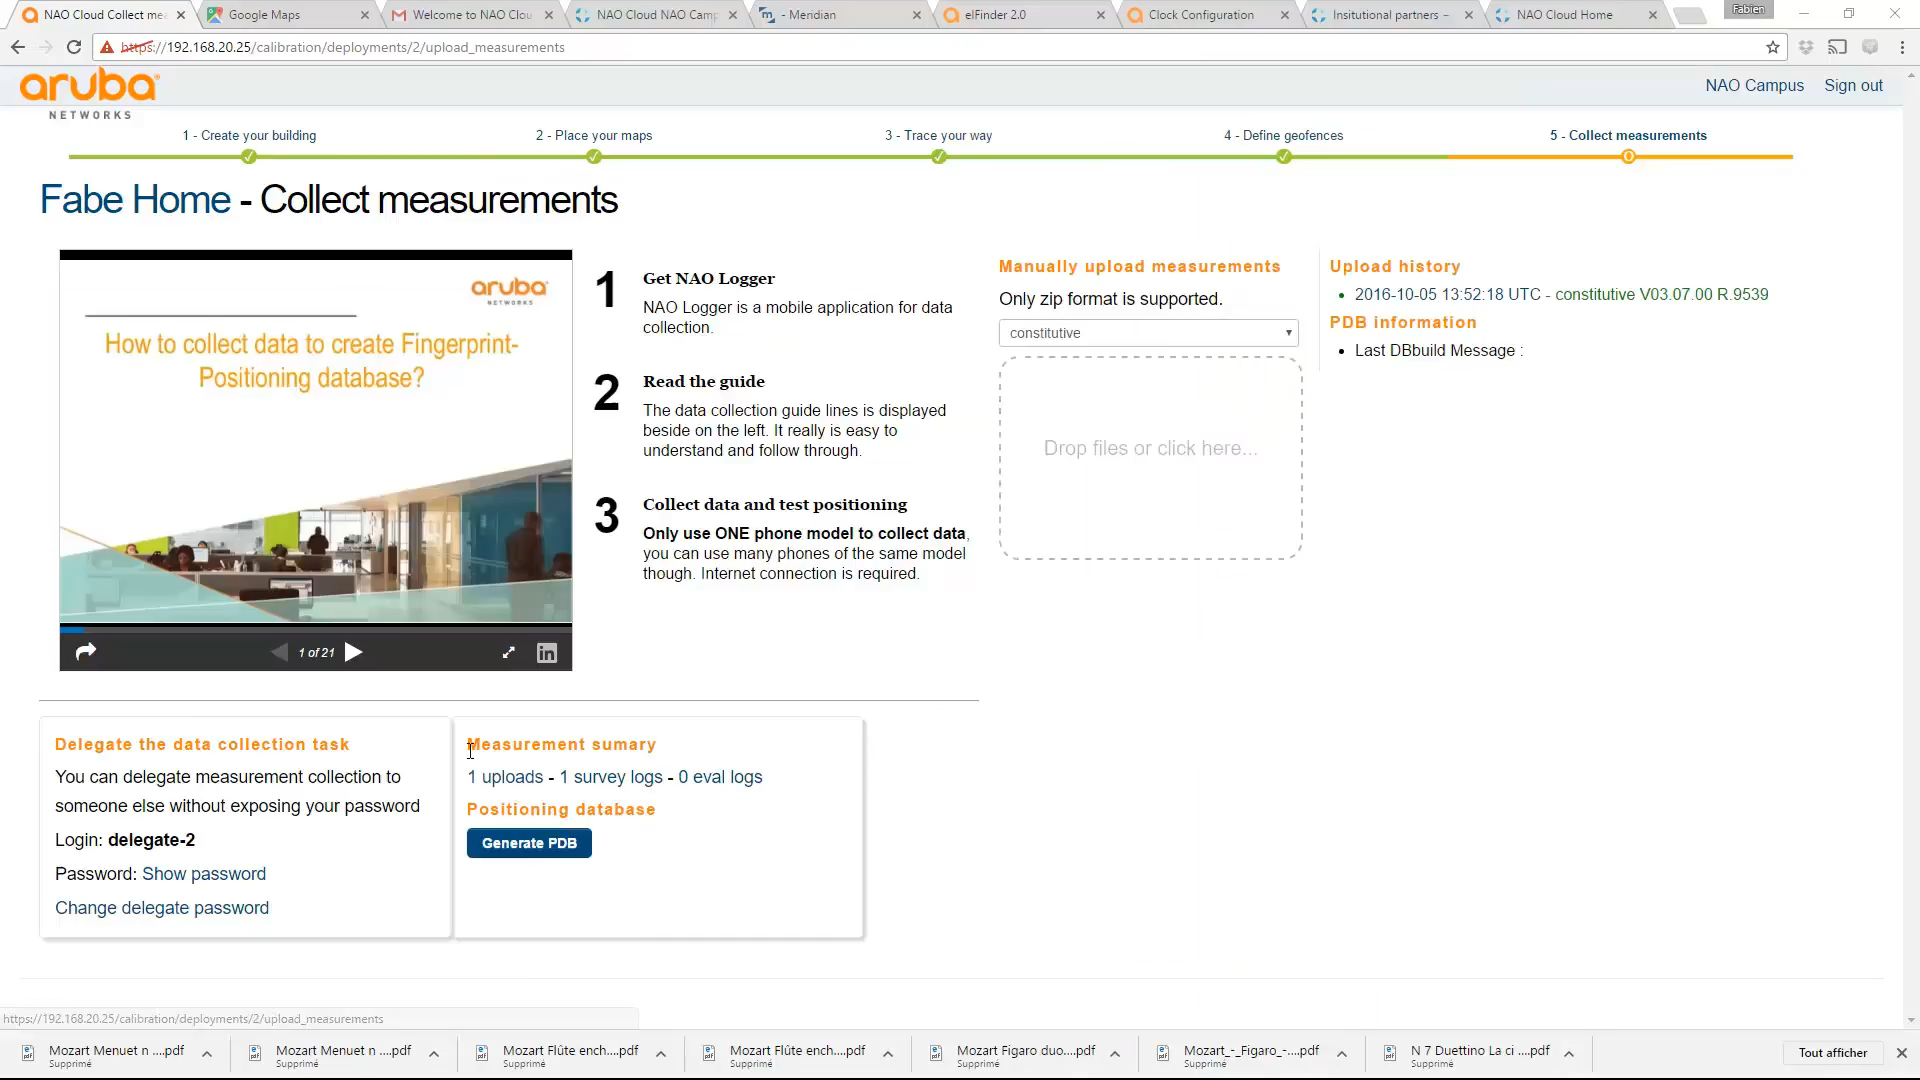 NAO Cloud Collect mea
Google Maps
Welcome to NAO Clou
NAO Cloud NAO Camp
- Meridian
elFinder 2.0
Clock Configuration
Insitutional partners –
NAO Cloud Home
Fabien
https://192.168.20.25/calibration/deployments/2/upload_measurements
aruba
NETWORKS
NAO Campus
Sign out
1 - Create your building
2 - Place your maps
3 - Trace your way
4 - Define geofences
5 - Collect measurements
Fabe Home - Collect measurements
aruba
NETWORKS
How to collect data to create Fingerprint-
Positioning database?
1 of 21
1
Get NAO Logger
NAO Logger is a mobile application for data
collection.
2
Read the guide
The data collection guide lines is displayed
beside on the left. It really is easy to
understand and follow through.
3
Collect data and test positioning
Only use ONE phone model to collect data,
you can use many phones of the same model
though. Internet connection is required.
Manually upload measurements
Only zip format is supported.
constitutive
Drop files or click here...
Upload history
2016-10-05 13:52:18 UTC - constitutive V03.07.00 R.9539
PDB information
Last DBbuild Message :
Delegate the data collection task
You can delegate measurement collection to
someone else without exposing your password
Login: delegate-2
Password: Show password
Change delegate password
Measurement sumary
1 uploads - 1 survey logs - 0 eval logs
Positioning database
Generate PDB
https://192.168.20.25/calibration/deployments/2/upload_measurements
Mozart Menuet n ....pdf
Supprimé
Mozart Menuet n ....pdf
Supprimé
Mozart Flûte ench....pdf
Supprimé
Mozart Flûte ench....pdf
Supprimé
Mozart Figaro duo....pdf
Supprimé
Mozart_-_Figaro_-....pdf
Supprimé
N 7 Duettino La ci ....pdf
Supprimé
Tout afficher